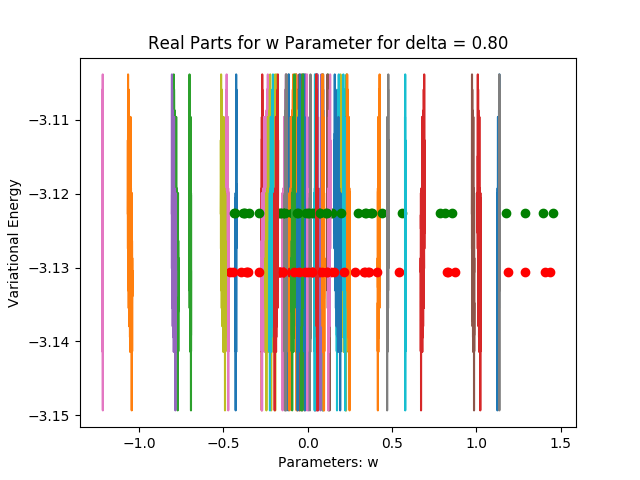 Real Parts for w Parameter for delta = 0.80
Variational Energy
−3.11
−3.12
−3.13
−3.14
−3.15
−1.0 −0.5 0.0 0.5 1.0 1.5
Parameters: w